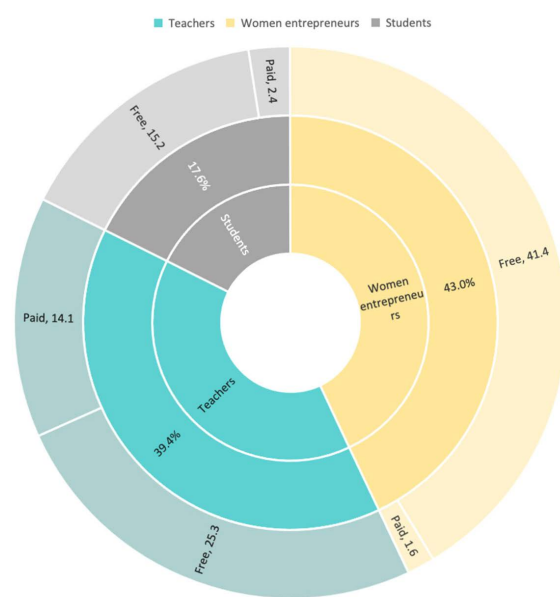 Teachers Women entrepreneurs Students
Paid, 2.4
Free, 15.2
17.6%
Students
Free, 41.4
43.0%
Women
entrepreneu
rs
Paid, 14.1
Teachers
39.4%
Paid, 1.6
Free, 25.3